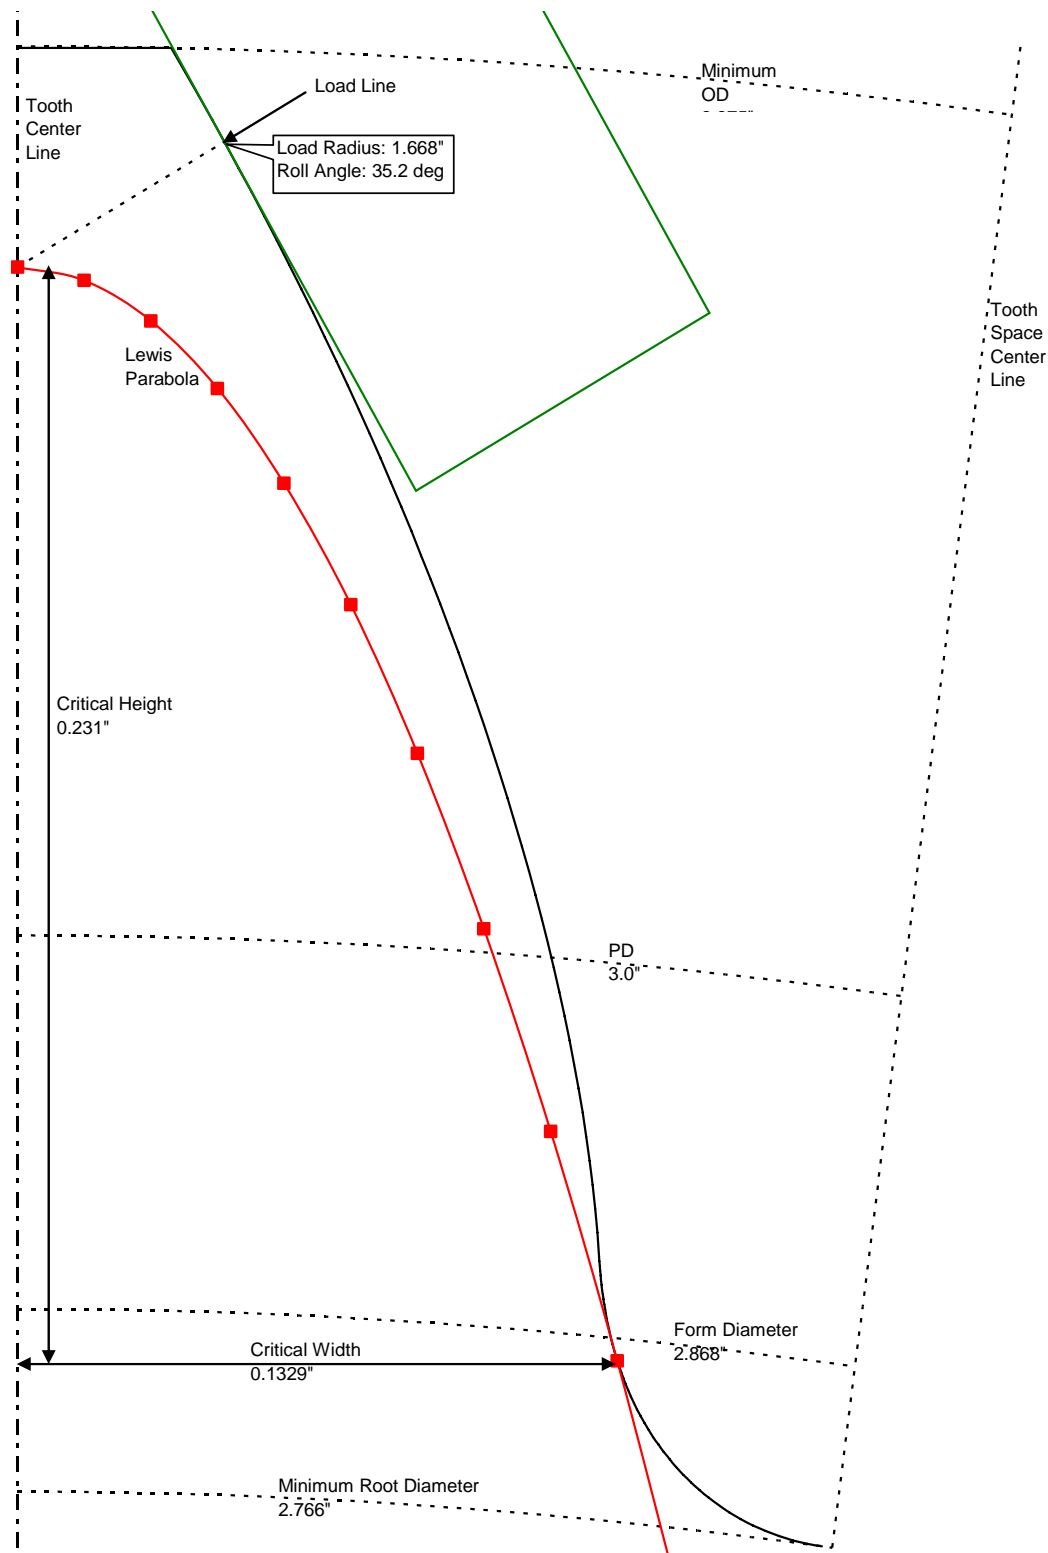 Load Line
Minimum
OD
Tooth
Center
Line
Load Radius: 1.668"
Roll Angle: 35.2 deg
Tooth
Space
Center
Line
Lewis
Parabola
Critical Height
0.231"
PD
3.0"
Form Diameter
2.868"
Critical Width
0.1329"
Minimum Root Diameter
2.766"